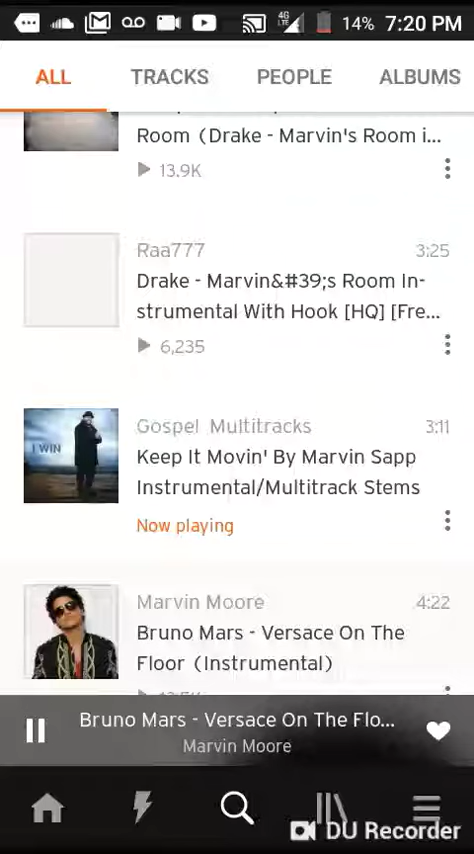 4G
LTE
14% 7:20 PM
ALL TRACKS PEOPLE ALBUMS
Room (Drake - Marvin's Room i...
13.9K
Raa777 3:25
Drake - Marvin&#39;s Room In-
strumental With Hook [HQ] [Fre...
6,235
I WIN
Gospel Multitracks 3:11
Keep It Movin' By Marvin Sapp
Instrumental/Multitrack Stems
Now playing
Marvin Moore 4:22
Bruno Mars - Versace On The
Floor (Instrumental)
Bruno Mars - Versace On The Flo...
Marvin Moore
DU Recorder